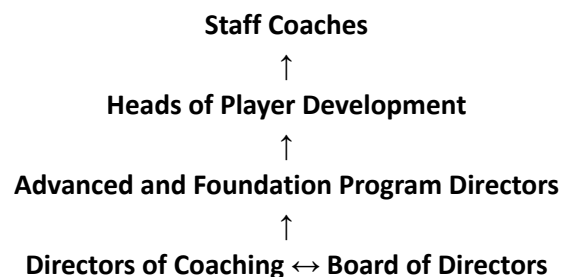 Staff Coaches
↑
Heads of Player Development
↑
Advanced and Foundation Program Directors
↑
Directors of Coaching ↔ Board of Directors